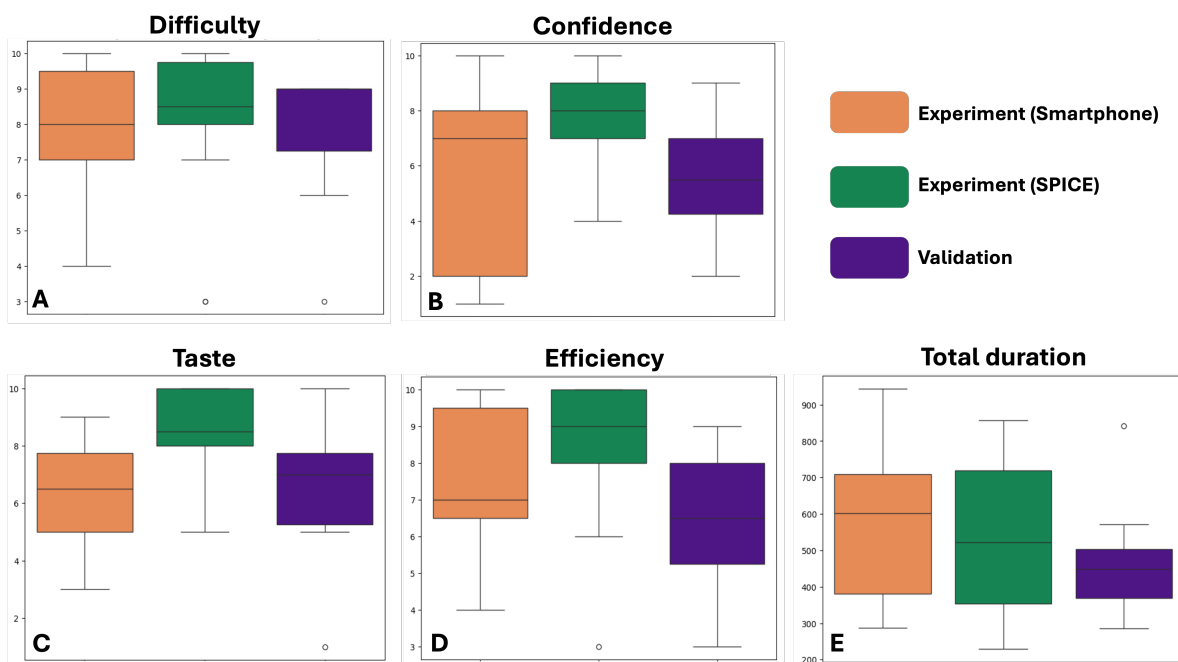 Difficulty
10
9
8
7
6
5
4
3
A
Confidence
10
8
6
4
2
B
Experiment (Smartphone)
Experiment (SPICE)
Validation
Taste
10
8
6
4
2
C
Efficiency
10
9
8
7
6
5
4
3
D
Total duration
900
800
700
600
500
400
300
200
E